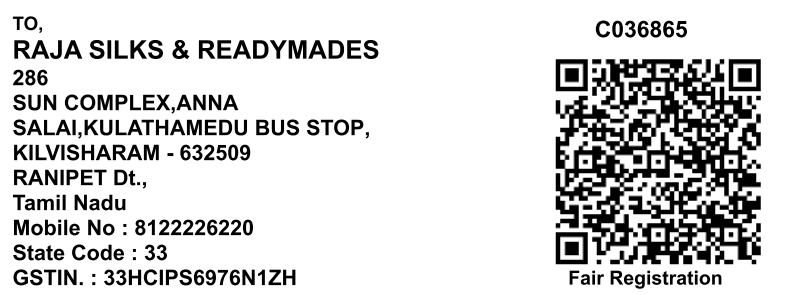 TO,
RAJA SILKS & READYMADES
286
SUN COMPLEX,ANNA
SALAI,KULATHAMEDU BUS STOP,
KILVISHARAM - 632509
RANIPET Dt.,
Tamil Nadu
Mobile No : 8122226220
State Code : 33
GSTIN. : 33HCIPS6976N1ZH
C036865
Fair Registration